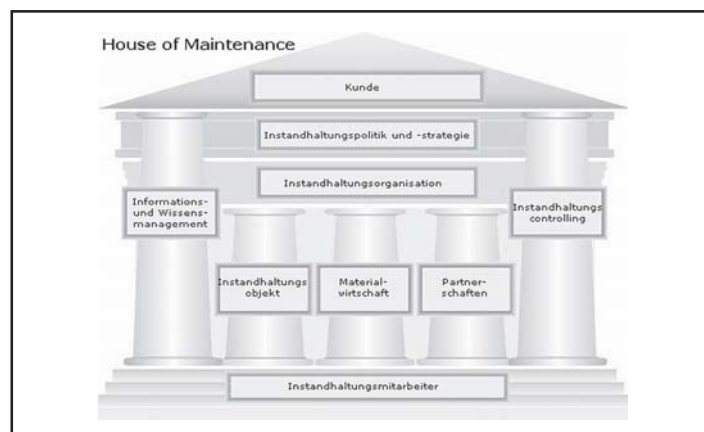 House of Maintenance
Kunde
Instandhaltungspolitik und -strategie
Instandhaltungsorganisation
Informations-
und Wissens-
management
Instandhaltungs
controlling
Instandhaltungs
objekt
Material-
wirtschaft
Partner-
schaften
Instandhaltungsmitarbeiter